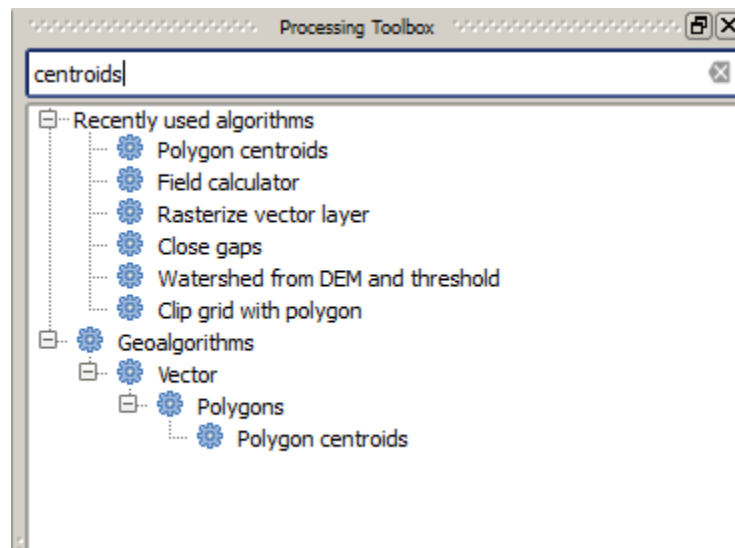 Processing Toolbox
centroids
Recently used algorithms
Polygon centroids
Field calculator
Rasterize vector layer
Close gaps
Watershed from DEM and threshold
Clip grid with polygon
Geoalgorithms
Vector
Polygons
Polygon centroids